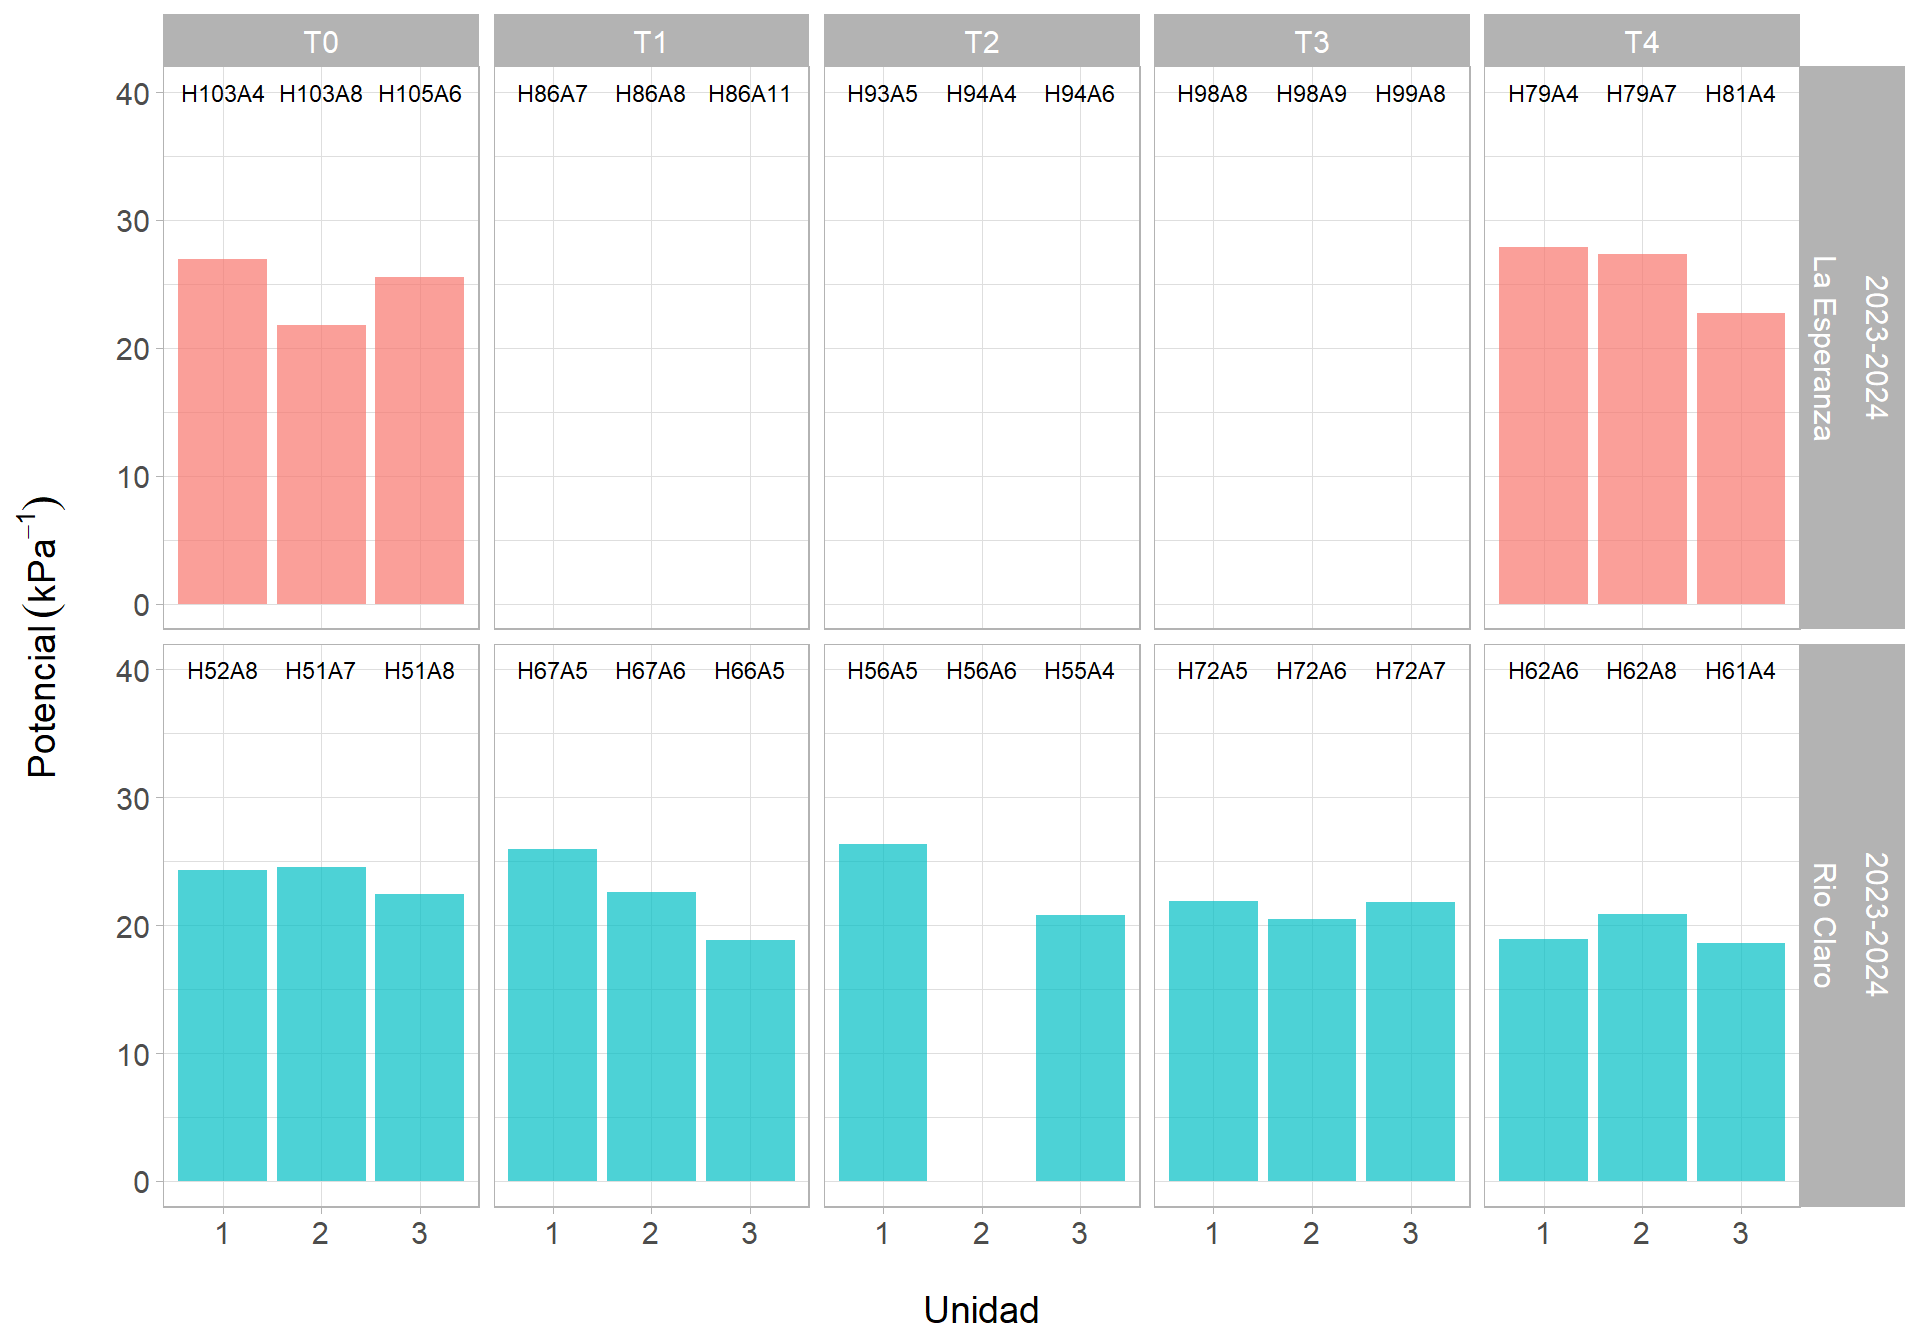 T0 T1 T2 T3 T4
40 H103A4 H103A8 H105A6 H86A7 H86A8 H86A11 H93A5 H94A4 H94A6 H98A8 H98A9 H99A8 H79A4 H79A7 H81A4
30
20
10
0
La Esperanza
2023-2024
40 H52A8 H51A7 H51A8 H67A5 H67A6 H66A5 H56A5 H56A6 H55A4 H72A5 H72A6 H72A7 H62A6 H62A8 H61A4
30
20
10
0
Rio Claro
2023-2024
1 2 3 1 2 3 1 2 3 1 2 3 1 2 3
Unidad
Potencial (kPa⁻¹)